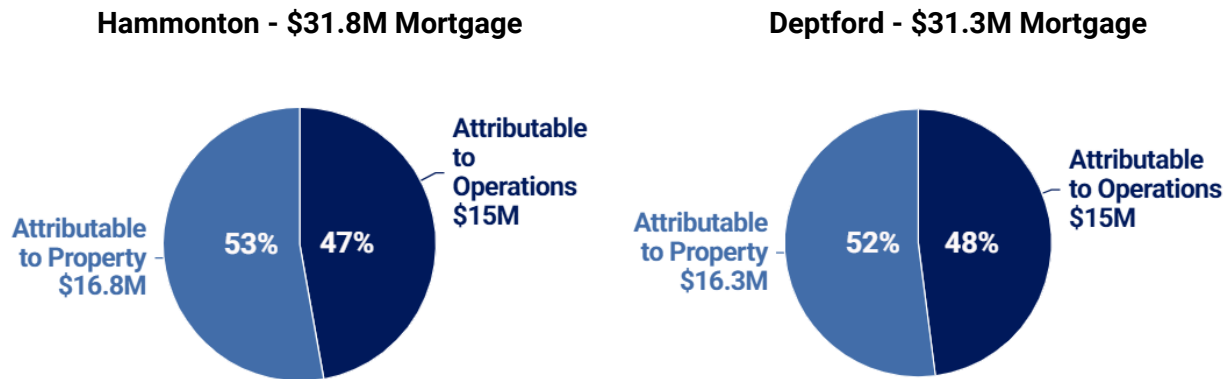 Hammonton - $31.8M Mortgage
Attributable
to
Operations
$15M
Attributable
to Property
$16.8M
53%
47%
Deptford - $31.3M Mortgage
Attributable
to Operations
$15M
Attributable
to Property
$16.3M
52%
48%